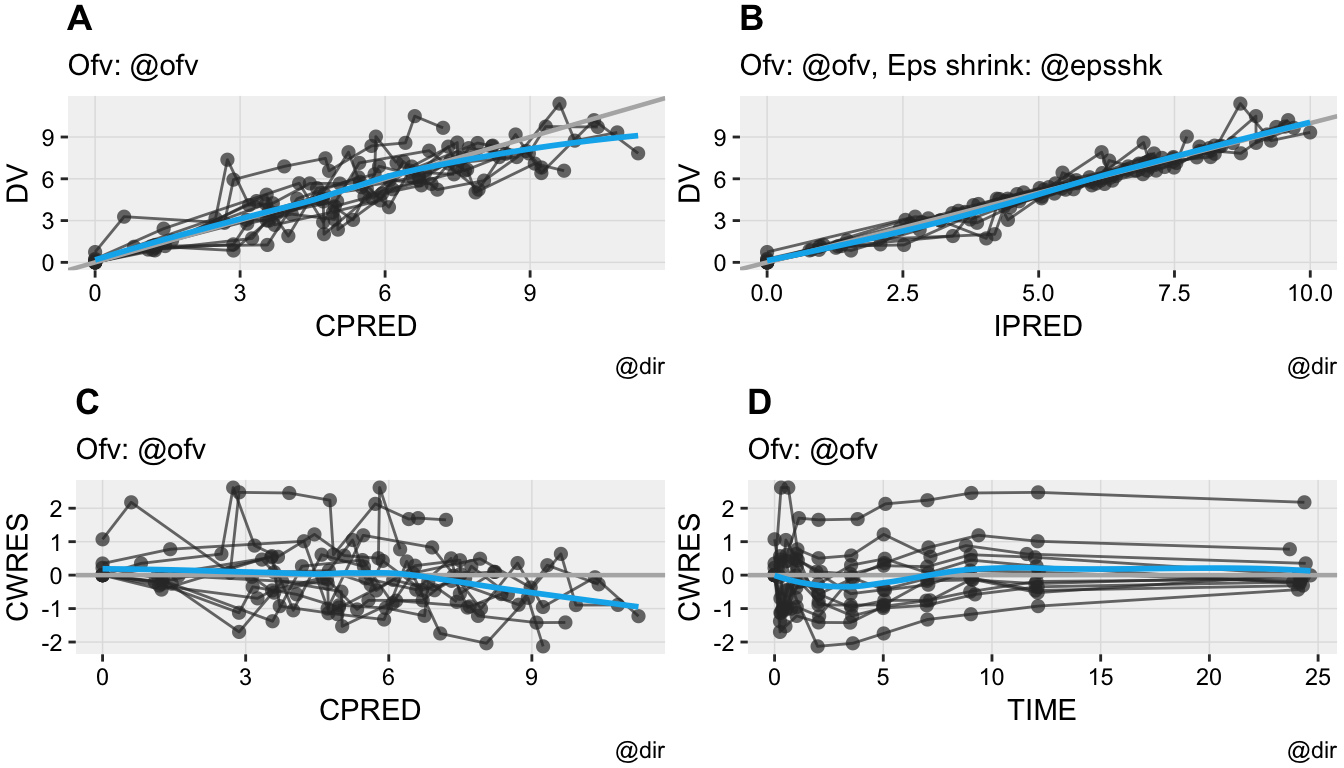 A
Ofv: @ofv
9
6
3
0
DV
0 3 6 9
CPRED
@dir
B
Ofv: @ofv, Eps shrink: @epsshk
9
6
3
0
DV
0.0 2.5 5.0 7.5 10.0
IPRED
@dir
C
Ofv: @ofv
2
1
0
-1
-2
CWRES
0 3 6 9
CPRED
@dir
D
Ofv: @ofv
2
1
0
-1
-2
CWRES
0 5 10 15 20 25
TIME
@dir